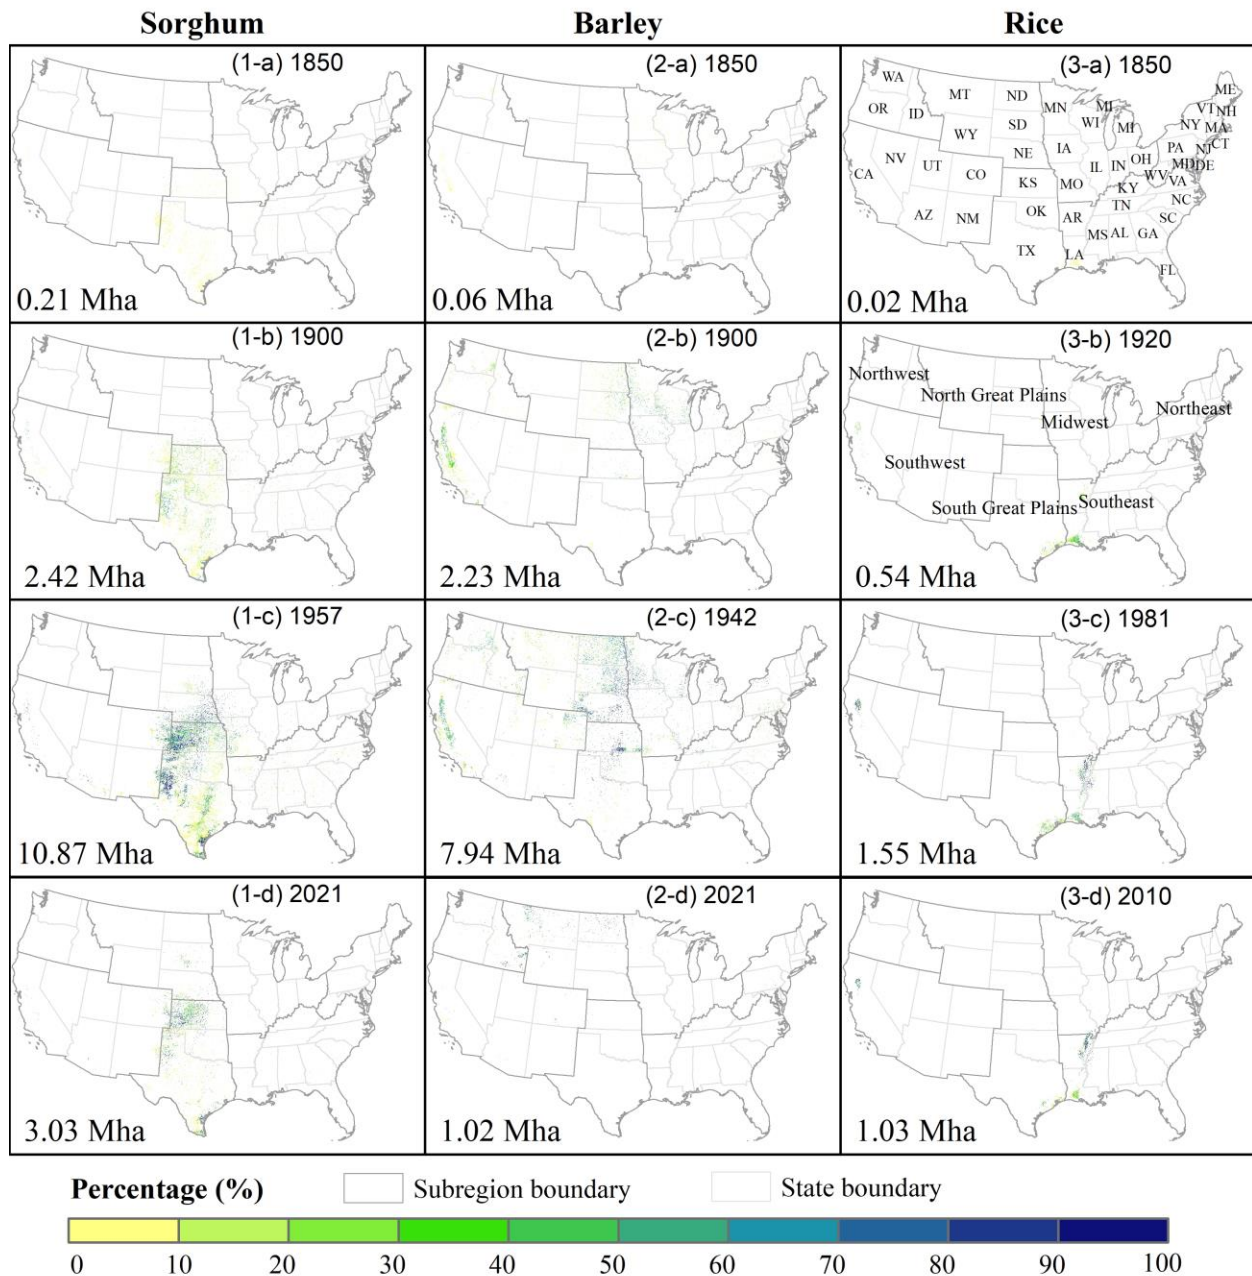 Sorghum
Barley
Rice
(1-a) 1850
0.21 Mha
(2-a) 1850
0.06 Mha
(3-a) 1850
WA
MT
ND
MN
MI
ME
OR
ID
SD
WI
MI
VT
NH
NY
MA
WY
CT
NE
IA
PA
NJ
NV
UT
IL
IN
OH
MD
DE
CA
CO
KS
MO
WV
VA
KY
NC
TN
OK
AZ
NM
AR
SC
MS
AL
GA
TX
LA
FL
0.02 Mha
(1-b) 1900
2.42 Mha
(2-b) 1900
2.23 Mha
(3-b) 1920
Northwest
North Great Plains
Northeast
Midwest
Southwest
South Great Plains
Southeast
0.54 Mha
(1-c) 1957
10.87 Mha
(2-c) 1942
7.94 Mha
(3-c) 1981
1.55 Mha
(1-d) 2021
3.03 Mha
(2-d) 2021
1.02 Mha
(3-d) 2010
1.03 Mha
Percentage (%)
Subregion boundary
State boundary
0 10 20 30 40 50 60 70 80 90 100